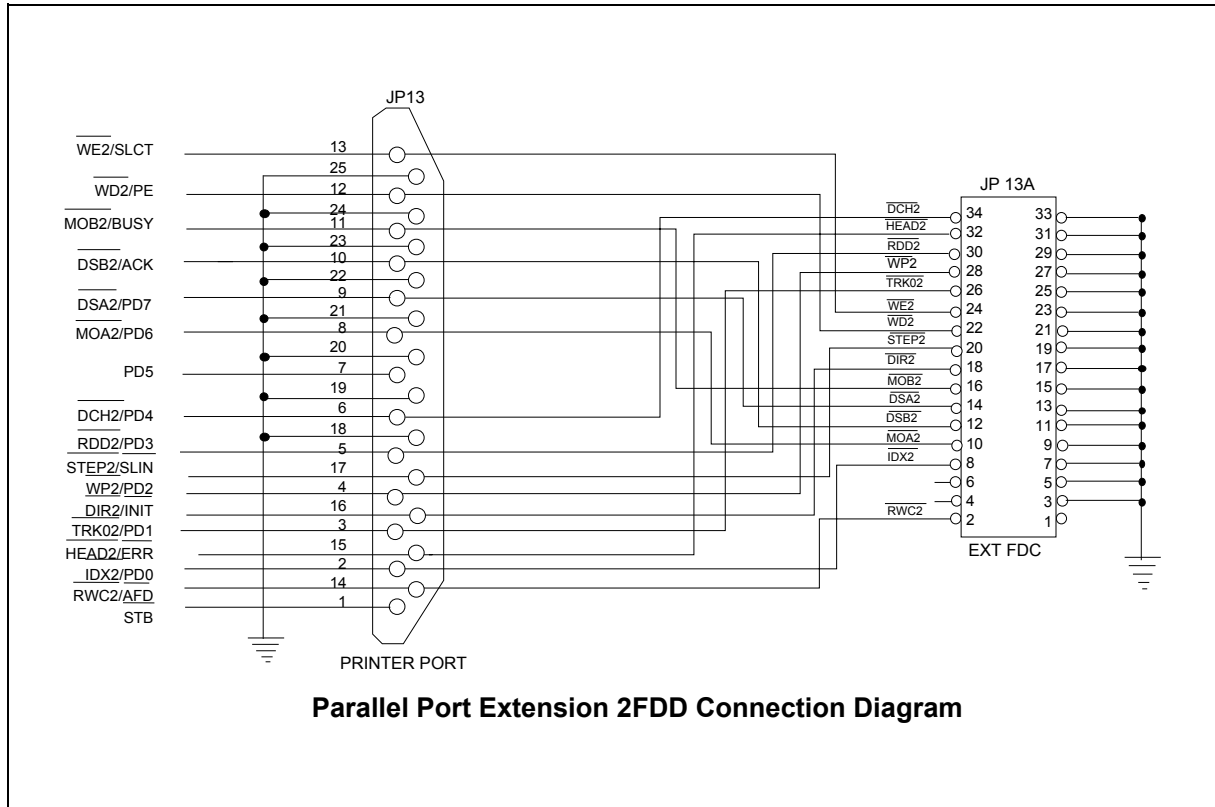 JP13
WE2/SLCT 13
25
WD2/PE 12
24
MOB2/BUSY 11
23
DSB2/ACK 10
22
DSA2/PD7 9
21
MOA2/PD6 8
20
PD5 7
19
DCH2/PD4 6
18
RDD2/PD3 5
STEP2/SLIN 17
WP2/PD2 4
DIR2/INIT 16
TRK02/PD1 3
HEAD2/ERR 15
IDX2/PD0 2
RWC2/AFD 14
STB 1
PRINTER PORT
JP 13A
DCH2 34 33
HEAD2 32 31
RDD2 30 29
WP2 28 27
TRK02 26 25
WE2 24 23
WD2 22 21
STEP2 20 19
DIR2 18 17
MOB2 16 15
DSA2 14 13
DSB2 12 11
MOA2 10 9
IDX2 8 7
6 5
4 3
RWC2 2 1
EXT FDC
Parallel Port Extension 2FDD Connection Diagram